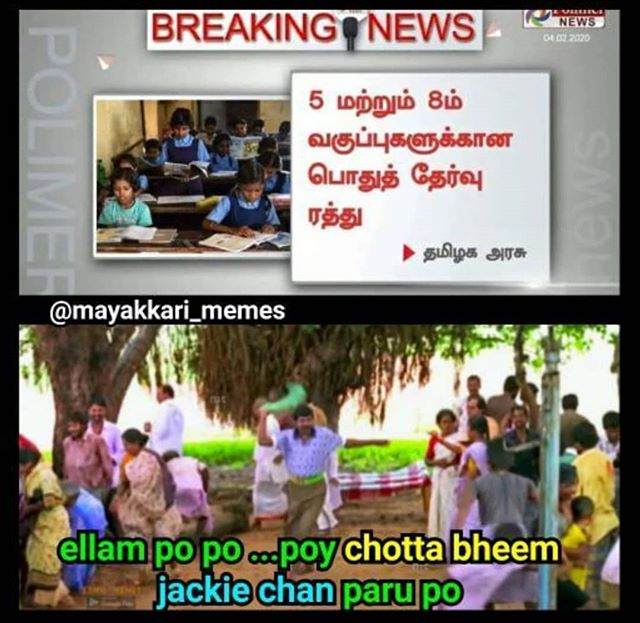 BREAKING NEWS
NEWS
04.02.2020
POLIMER
news
5 மற்றும் 8ம்
வகுப்புகளுக்கான
பொதுத் தேர்வு
ரத்து
தமிழக அரசு
@mayakkari_memes
ellam po po ...poy chotta bheem
jackie chan paru po